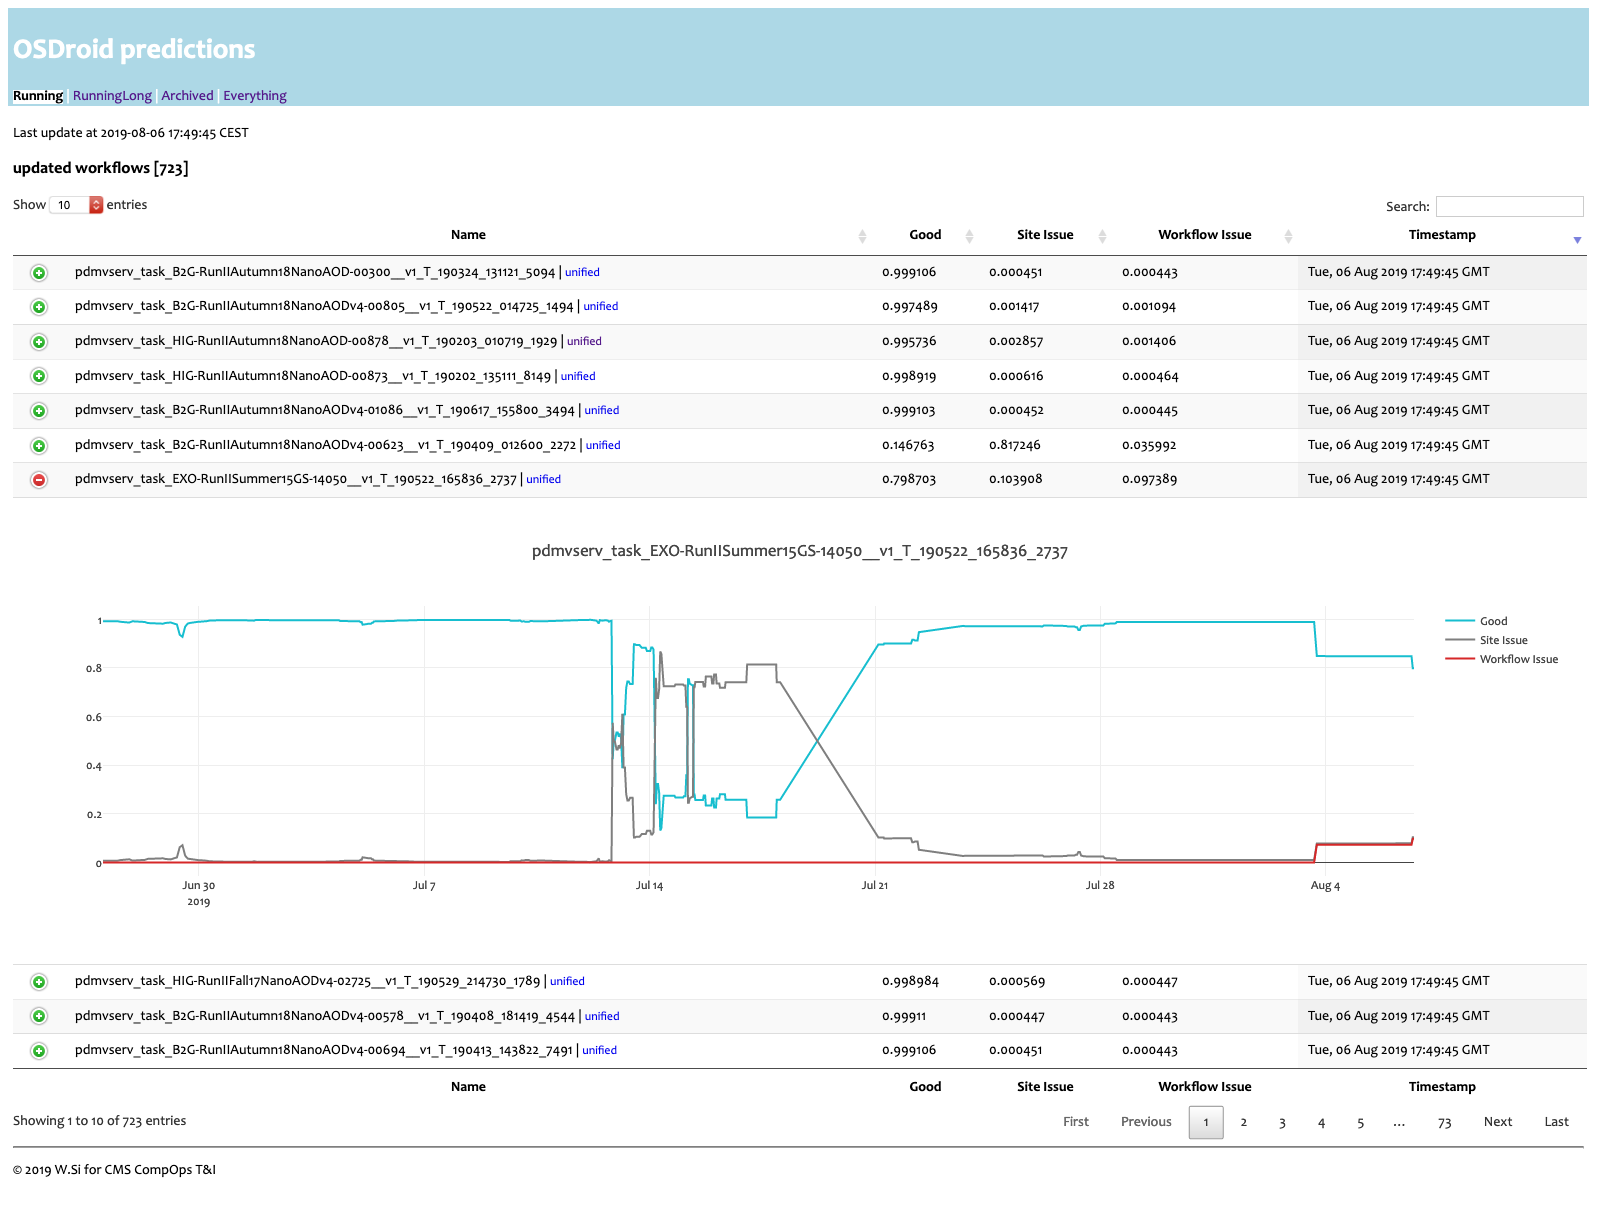 OSDroid predictions
Running | RunningLong | Archived | Everything
Last update at 2019-08-06 17:49:45 CEST
updated workflows [723]
Show 10 entries
Search:
Name Good Site Issue Workflow Issue Timestamp
pdmvserv_task_B2G-RunIIAutumn18NanoAOD-00300__v1_T_190324_131121_5094 | unified 0.999106 0.000451 0.000443 Tue, 06 Aug 2019 17:49:45 GMT
pdmvserv_task_B2G-RunIIAutumn18NanoAODv4-00805__v1_T_190522_014725_1494 | unified 0.997489 0.001417 0.001094 Tue, 06 Aug 2019 17:49:45 GMT
pdmvserv_task_HIG-RunIIAutumn18NanoAOD-00878__v1_T_190203_010719_1929 | unified 0.995736 0.002857 0.001406 Tue, 06 Aug 2019 17:49:45 GMT
pdmvserv_task_HIG-RunIIAutumn18NanoAOD-00873__v1_T_190202_135111_8149 | unified 0.998919 0.000616 0.000464 Tue, 06 Aug 2019 17:49:45 GMT
pdmvserv_task_B2G-RunIIAutumn18NanoAODv4-01086__v1_T_190617_155800_3494 | unified 0.999103 0.000452 0.000445 Tue, 06 Aug 2019 17:49:45 GMT
pdmvserv_task_B2G-RunIIAutumn18NanoAODv4-00623__v1_T_190409_012600_2272 | unified 0.146763 0.817246 0.035992 Tue, 06 Aug 2019 17:49:45 GMT
pdmvserv_task_EXO-RunIISummer15GS-14050__v1_T_190522_165836_2737 | unified 0.798703 0.103908 0.097389 Tue, 06 Aug 2019 17:49:45 GMT
pdmvserv_task_EXO-RunIISummer15GS-14050__v1_T_190522_165836_2737
1
0.8
0.6
0.4
0.2
0
Jun 30 Jul 7 Jul 14 Jul 21 Jul 28 Aug 4
2019
Good
Site Issue
Workflow Issue
pdmvserv_task_HIG-RunIIFall17NanoAODv4-02725__v1_T_190529_214730_1789 | unified 0.998984 0.000569 0.000447 Tue, 06 Aug 2019 17:49:45 GMT
pdmvserv_task_B2G-RunIIAutumn18NanoAODv4-00578__v1_T_190408_181419_4544 | unified 0.99911 0.000447 0.000443 Tue, 06 Aug 2019 17:49:45 GMT
pdmvserv_task_B2G-RunIIAutumn18NanoAODv4-00694__v1_T_190413_143822_7491 | unified 0.999106 0.000451 0.000443 Tue, 06 Aug 2019 17:49:45 GMT
Name Good Site Issue Workflow Issue Timestamp
Showing 1 to 10 of 723 entries
First Previous 1 2 3 4 5 … 73 Next Last
© 2019 W.Si for CMS CompOps T&I